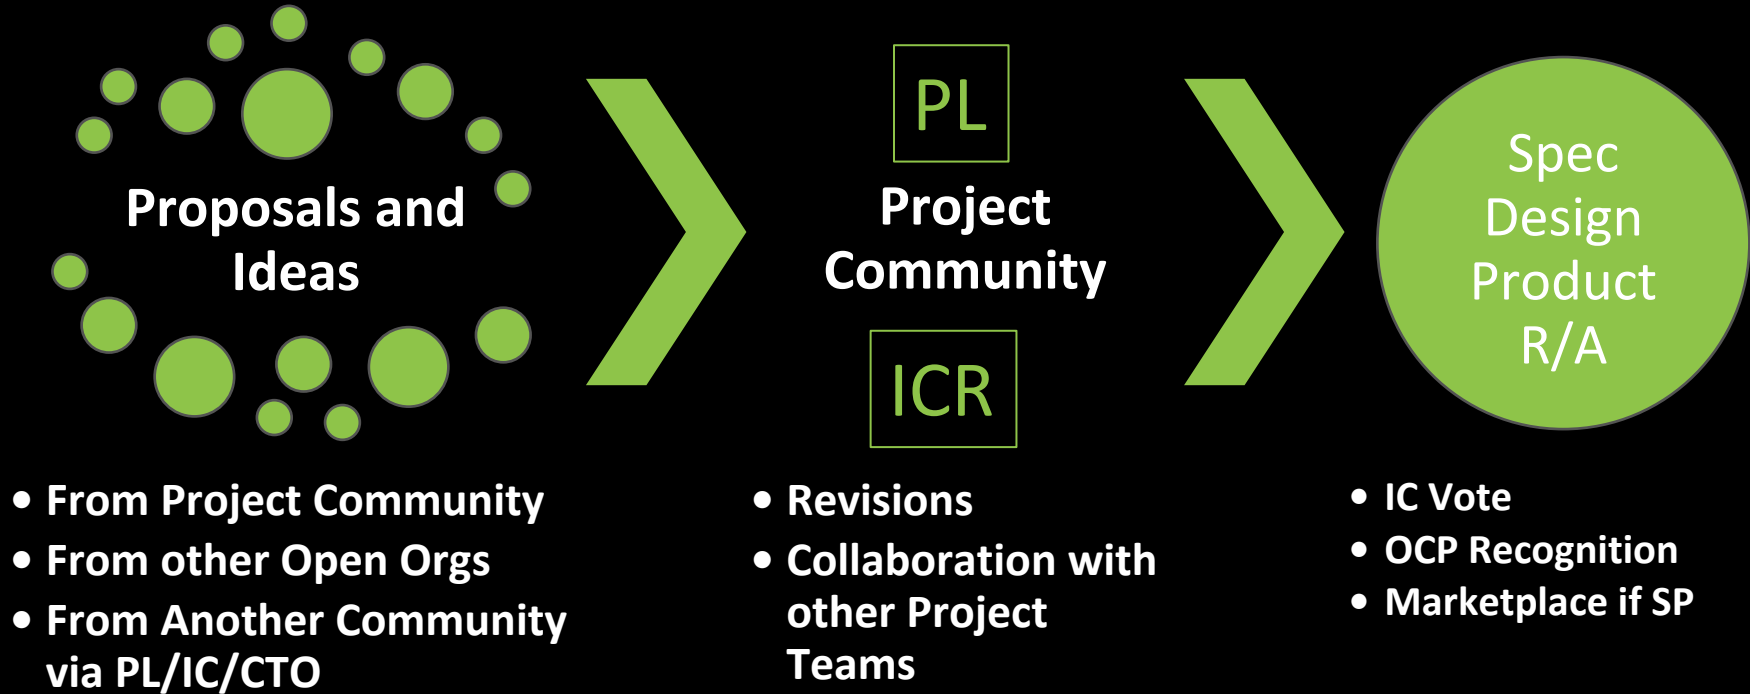 Proposals and
Ideas
• From Project Community
• From other Open Orgs
• From Another Community
via PL/IC/CTO
PL
Project
Community
ICR
• Revisions
• Collaboration with
other Project
Teams
Spec
Design
Product
R/A
• IC Vote
• OCP Recognition
• Marketplace if SP